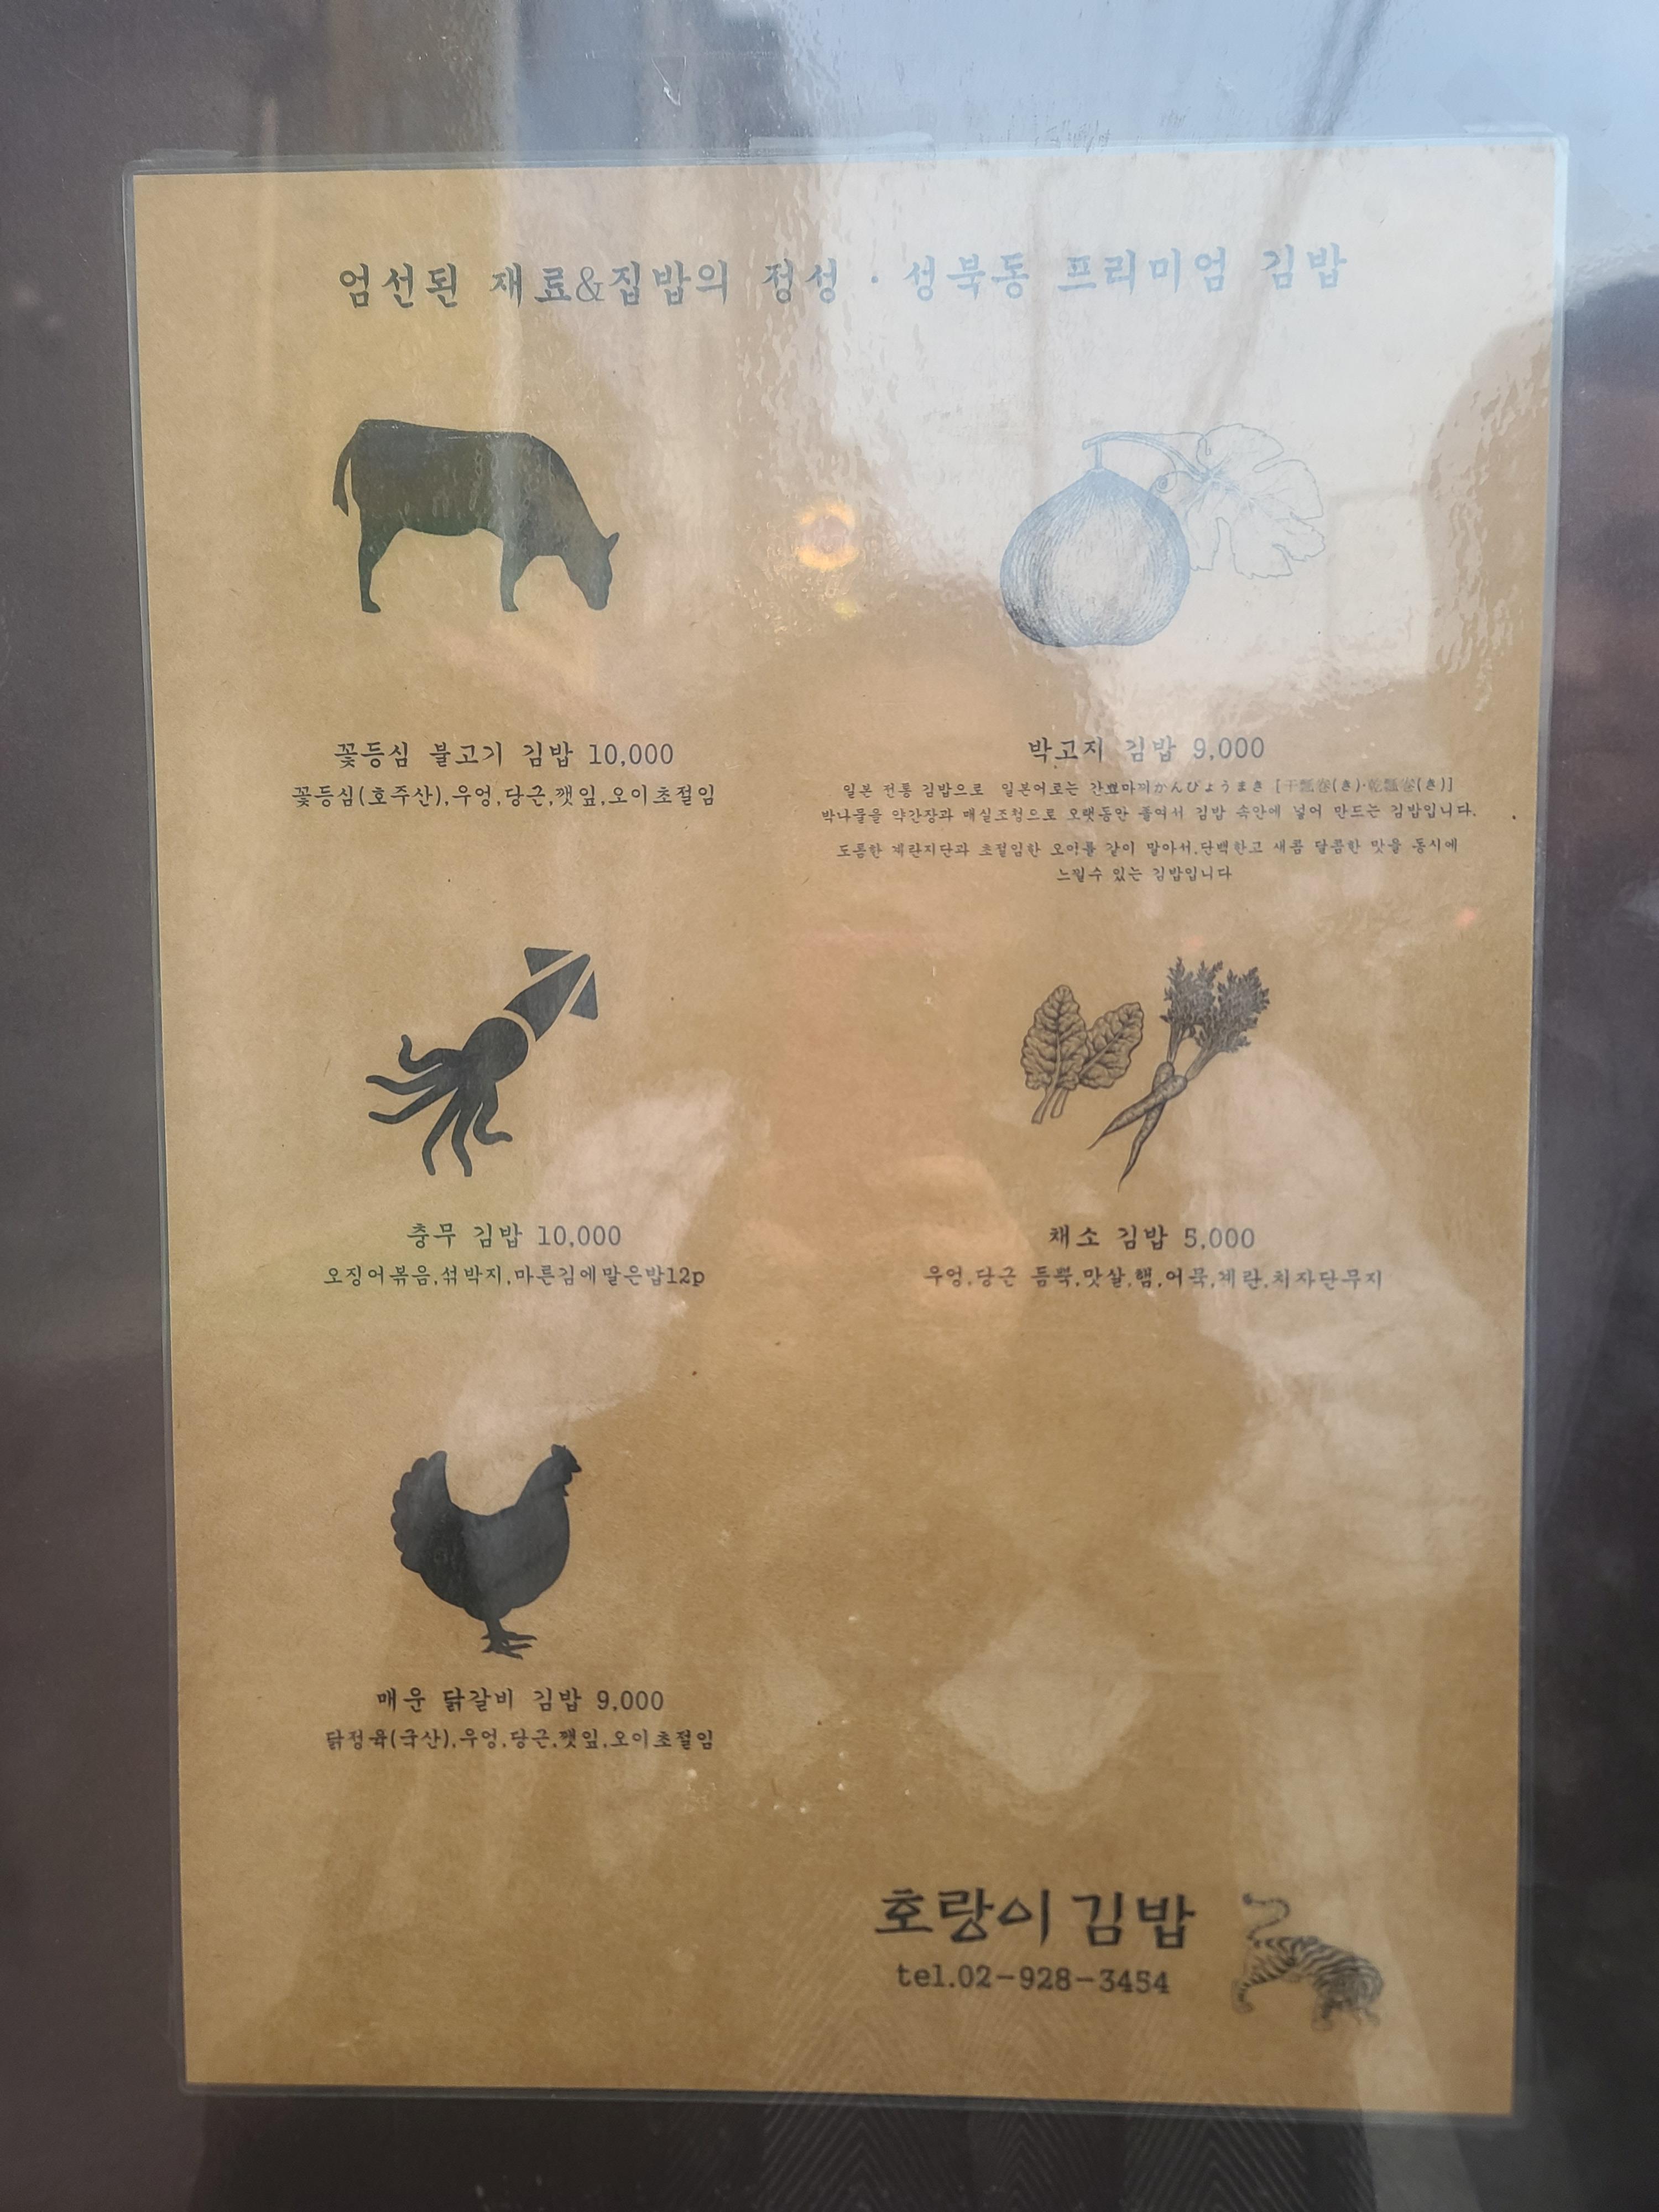 엄선된 재료&집밥의 정성 · 성북동 프리미엄 김밥
꽃등심 불고기 김밥 10,000
꽃등심(호주산),우엉,당근,깻잎,오이초절임
박고지 김밥 9,000
일본 전통 김밥으로 일본어로는 간뾰마끼かんぴょうまき [干瓢巻(き)·乾瓢巻(き)]
박나물을 약간장과 매실조청으로 오랫동안 졸여서 김밥 속안에 넣어 만드는 김밥입니다.
도톰한 계란지단과 초절임한 오이를 같이 말아서,단백한고 새콤 달콤한 맛을 동시에
느낄수 있는 김밥입니다
충무 김밥 10,000
오징어볶음,섞박지,마른김에말은밥12p
채소 김밥 5,000
우엉,당근 듬뿍,맛살,햄,어묵,계란,치자단무지
매운 닭갈비 김밥 9,000
닭정육(국산),우엉,당근,깻잎,오이초절임
호랑이 김밥
tel.02-928-3454